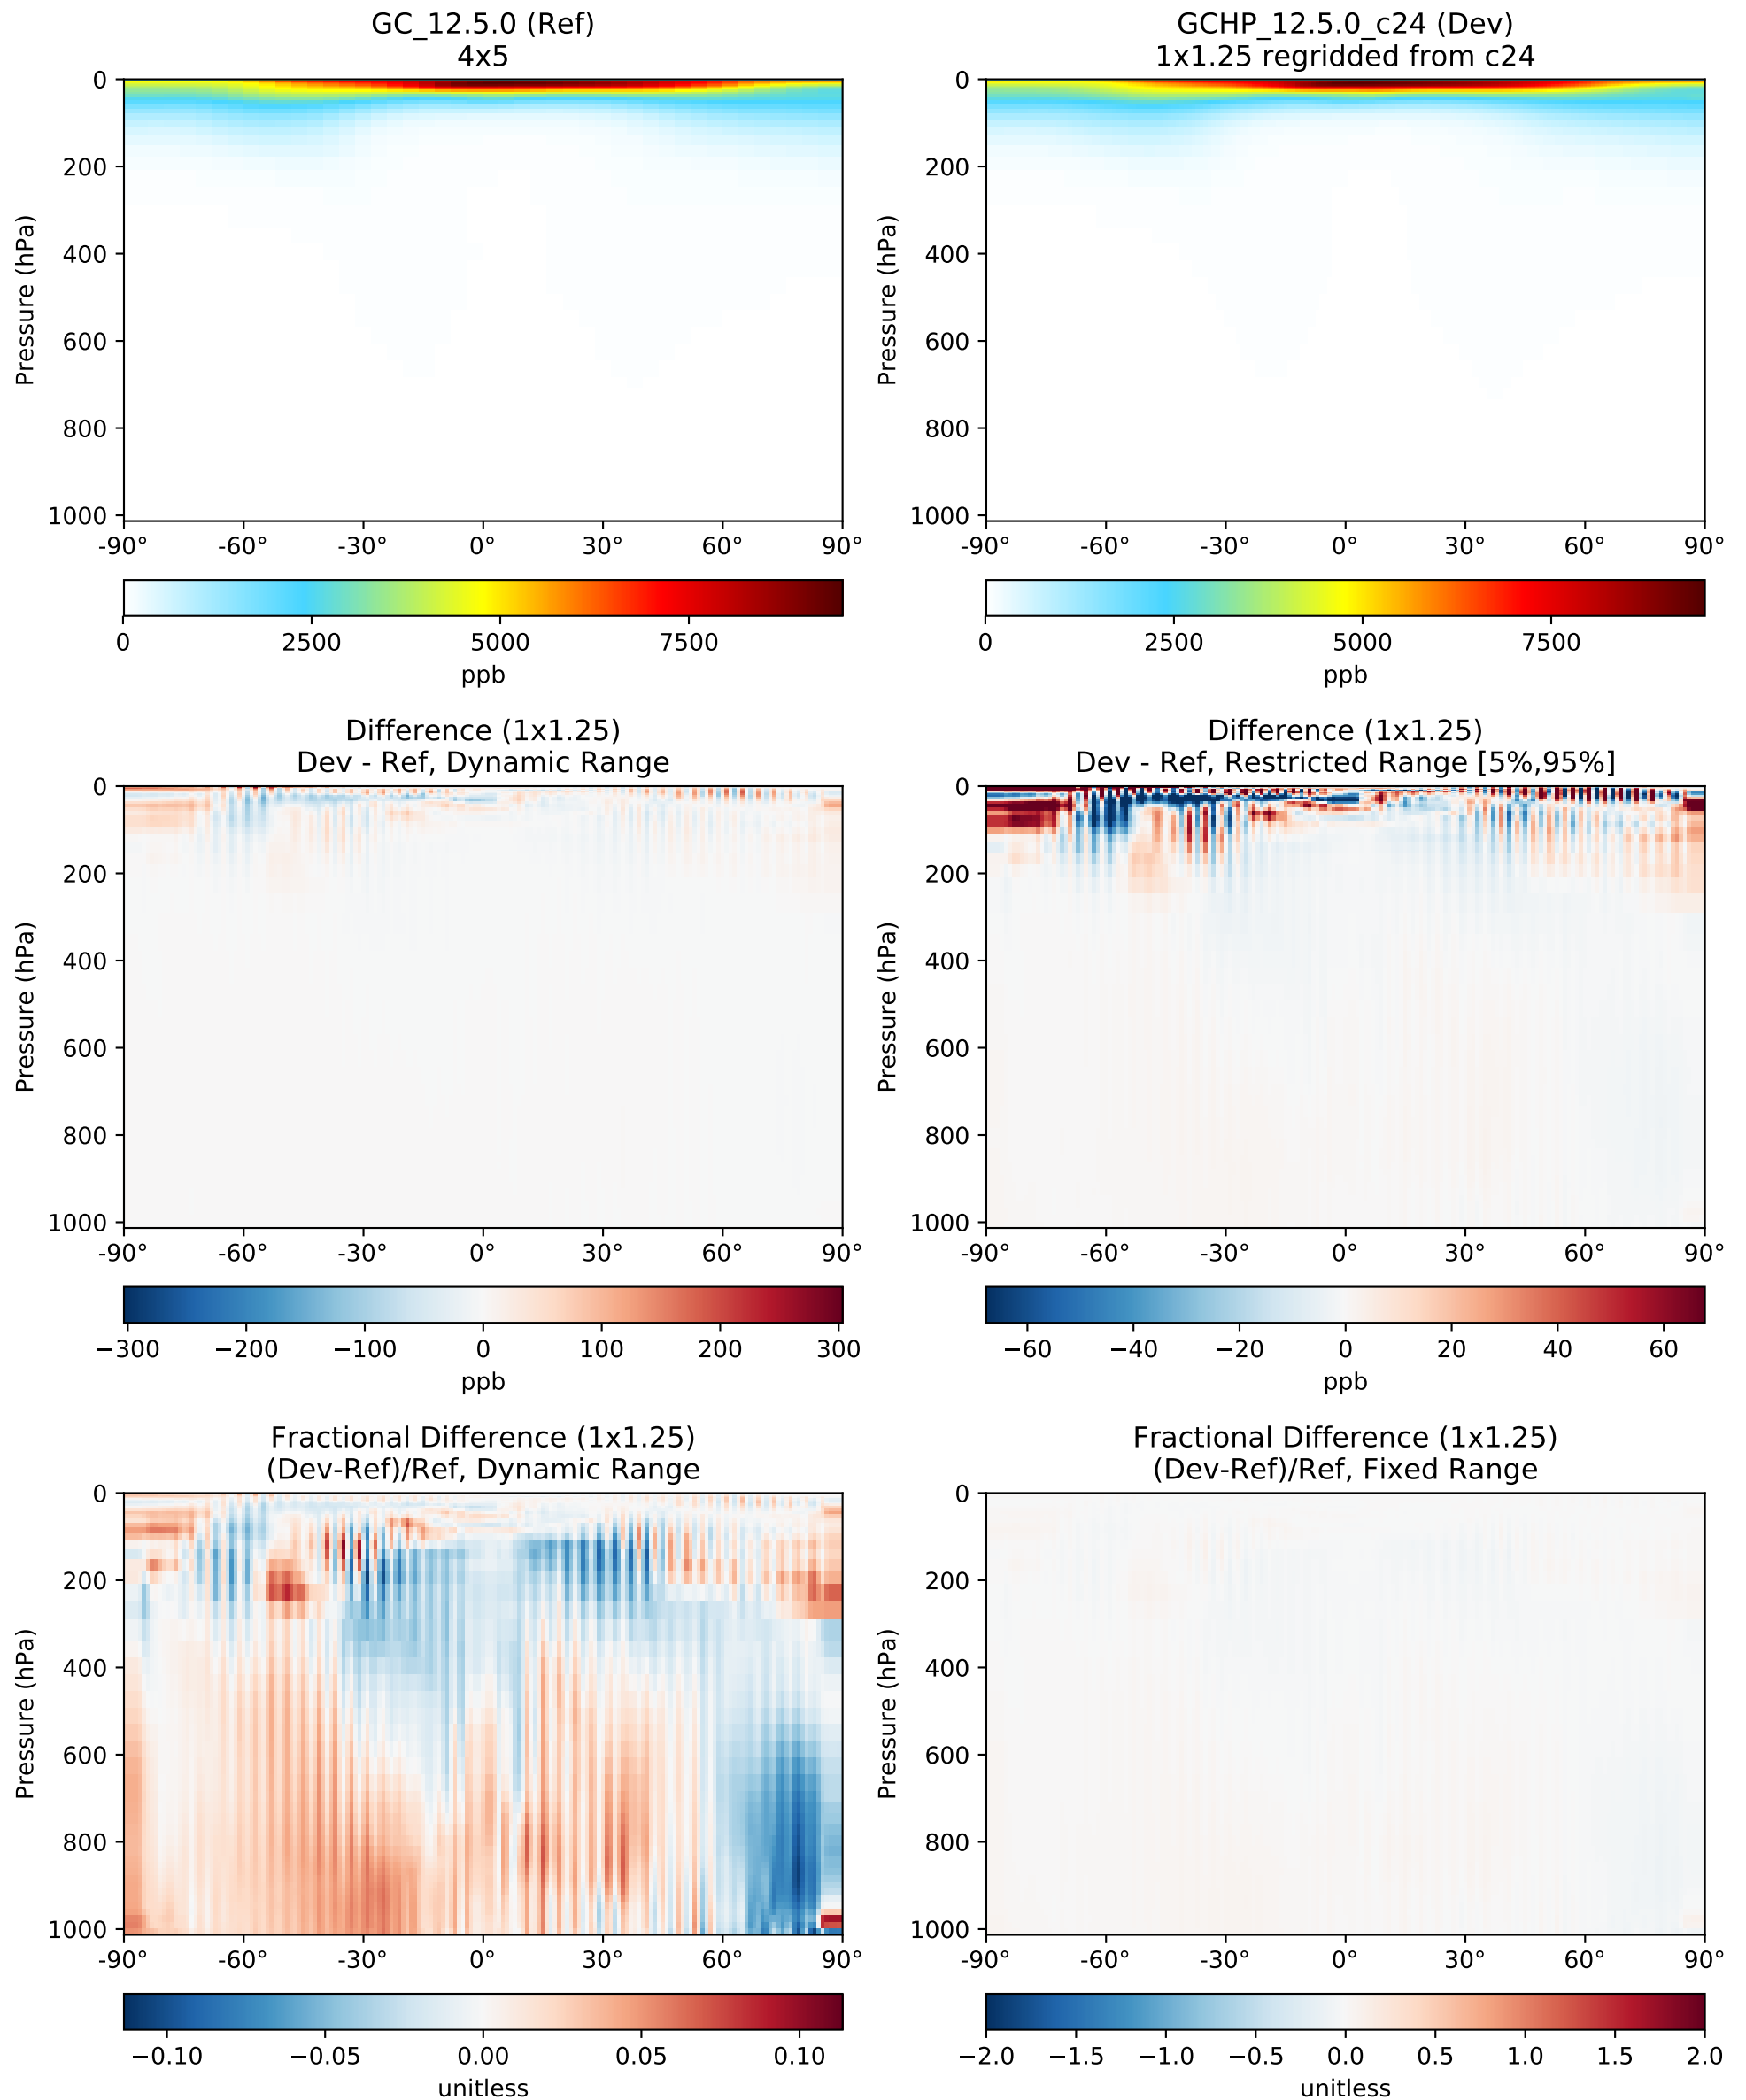 GC_12.5.0 (Ref)
4x5
0
200
400
600
800
1000
Pressure (hPa)
-90° -60° -30° 0° 30° 60° 90°
0 2500 5000 7500
ppb
GCHP_12.5.0_c24 (Dev)
1x1.25 regridded from c24
0
200
400
600
800
1000
Pressure (hPa)
-90° -60° -30° 0° 30° 60° 90°
0 2500 5000 7500
ppb
Difference (1x1.25)
Dev - Ref, Dynamic Range
0
200
400
600
800
1000
Pressure (hPa)
-90° -60° -30° 0° 30° 60° 90°
−300 −200 −100 0 100 200 300
ppb
Difference (1x1.25)
Dev - Ref, Restricted Range [5%,95%]
0
200
400
600
800
1000
Pressure (hPa)
-90° -60° -30° 0° 30° 60° 90°
−60 −40 −20 0 20 40 60
ppb
Fractional Difference (1x1.25)
(Dev-Ref)/Ref, Dynamic Range
0
200
400
600
800
1000
Pressure (hPa)
-90° -60° -30° 0° 30° 60° 90°
−0.10 −0.05 0.00 0.05 0.10
unitless
Fractional Difference (1x1.25)
(Dev-Ref)/Ref, Fixed Range
0
200
400
600
800
1000
Pressure (hPa)
-90° -60° -30° 0° 30° 60° 90°
−2.0 −1.5 −1.0 −0.5 0.0 0.5 1.0 1.5 2.0
unitless